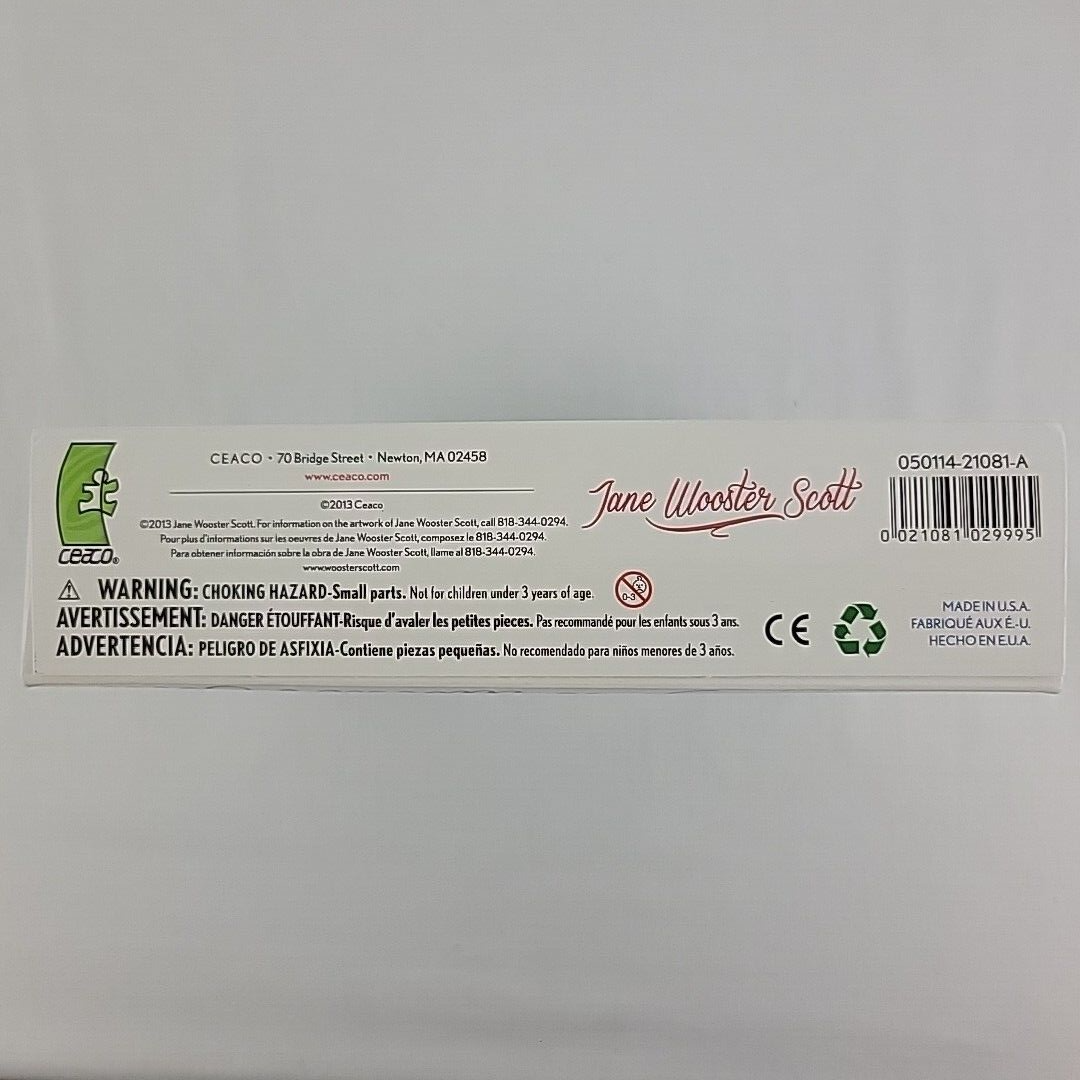 CEACO • 70 Bridge Street • Newton, MA 02458
www.ceaco.com
©2013 Ceaco
©2013 Jane Wooster Scott. For information on the artwork of Jane Wooster Scott, call 818-344-0294.
Pour plus d'informations sur les oeuvres de Jane Wooster Scott, composez le 818-344-0294.
Para obtener información sobre la obra de Jane Wooster Scott, llame al 818-344-0294.
www.woosterscott.com
ceaco®
Jane Wooster Scott
050114-21081-A
0 21081 02999 5
WARNING: CHOKING HAZARD-Small parts. Not for children under 3 years of age.
0-3
AVERTISSEMENT: DANGER ÉTOUFFANT-Risque d'avaler les petites pieces. Pas recommandé pour les enfants sous 3 ans.
ADVERTENCIA: PELIGRO DE ASFIXIA-Contiene piezas pequeñas. No recomendado para niños menores de 3 años.
CE
MADE IN U.S.A.
FABRIQUÉ AUX É.-U.
HECHO EN E.U.A.